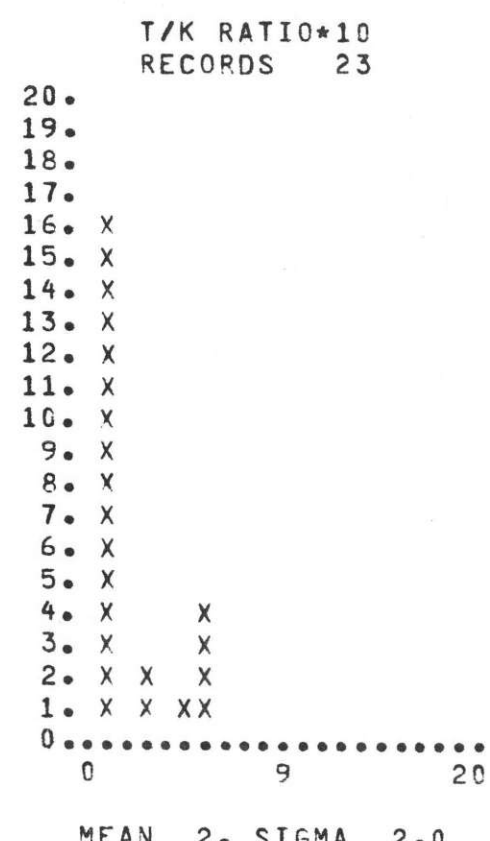 T/K RATIO*10
RECORDS 23
20.
19.
18.
17.
16. X
15. X
14. X
13. X
12. X
11. X
10. X
9. X
8. X
7. X
6. X
5. X
4. X X
3. X X
2. X X X
1. X X XX
0......................
0 9 20
MEAN 2. SIGMA 2.0